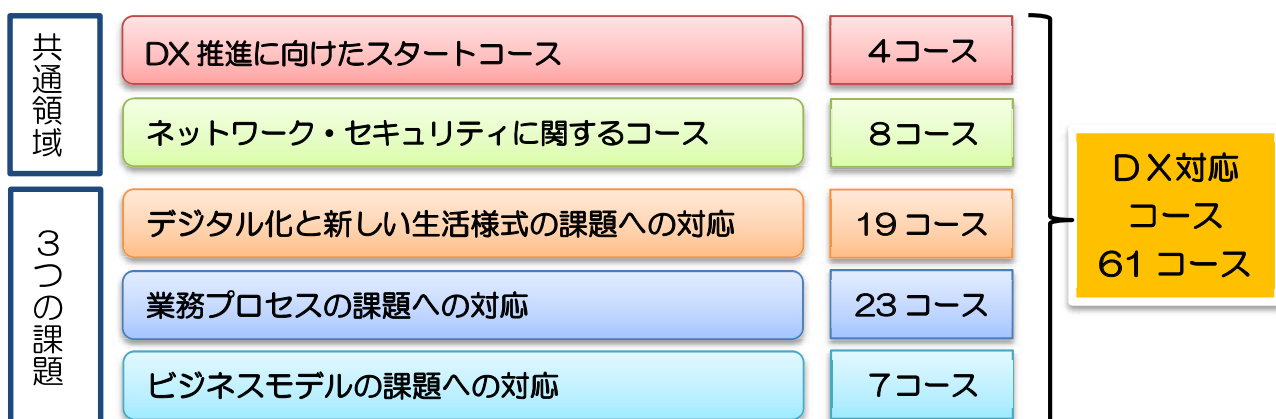 共通領域
DX 推進に向けたスタートコース
4コース
ネットワーク・セキュリティに関するコース
8コース
3つの課題
デジタル化と新しい生活様式の課題への対応
19 コース
業務プロセスの課題への対応
23 コース
ビジネスモデルの課題への対応
7コース
DX対応
コース
61 コース